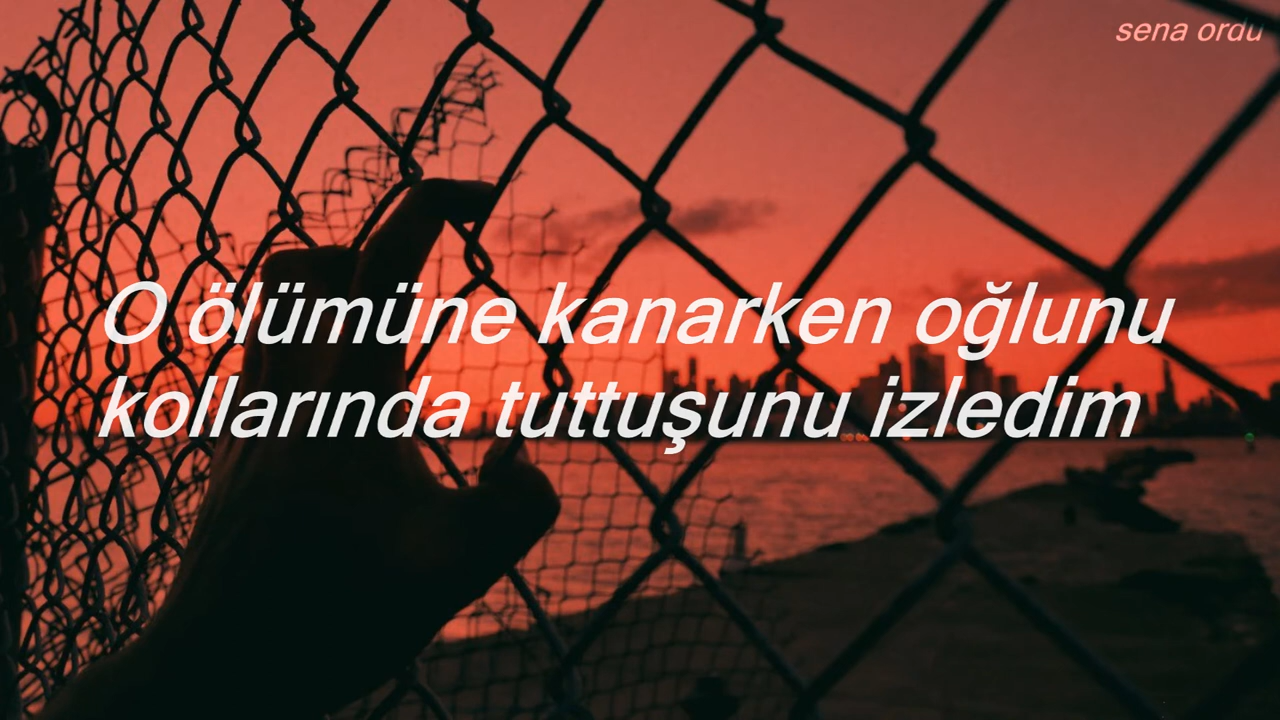 sena ordu
O ölümüne kanarken oğlunu
kollarında tuttuşunu izledim